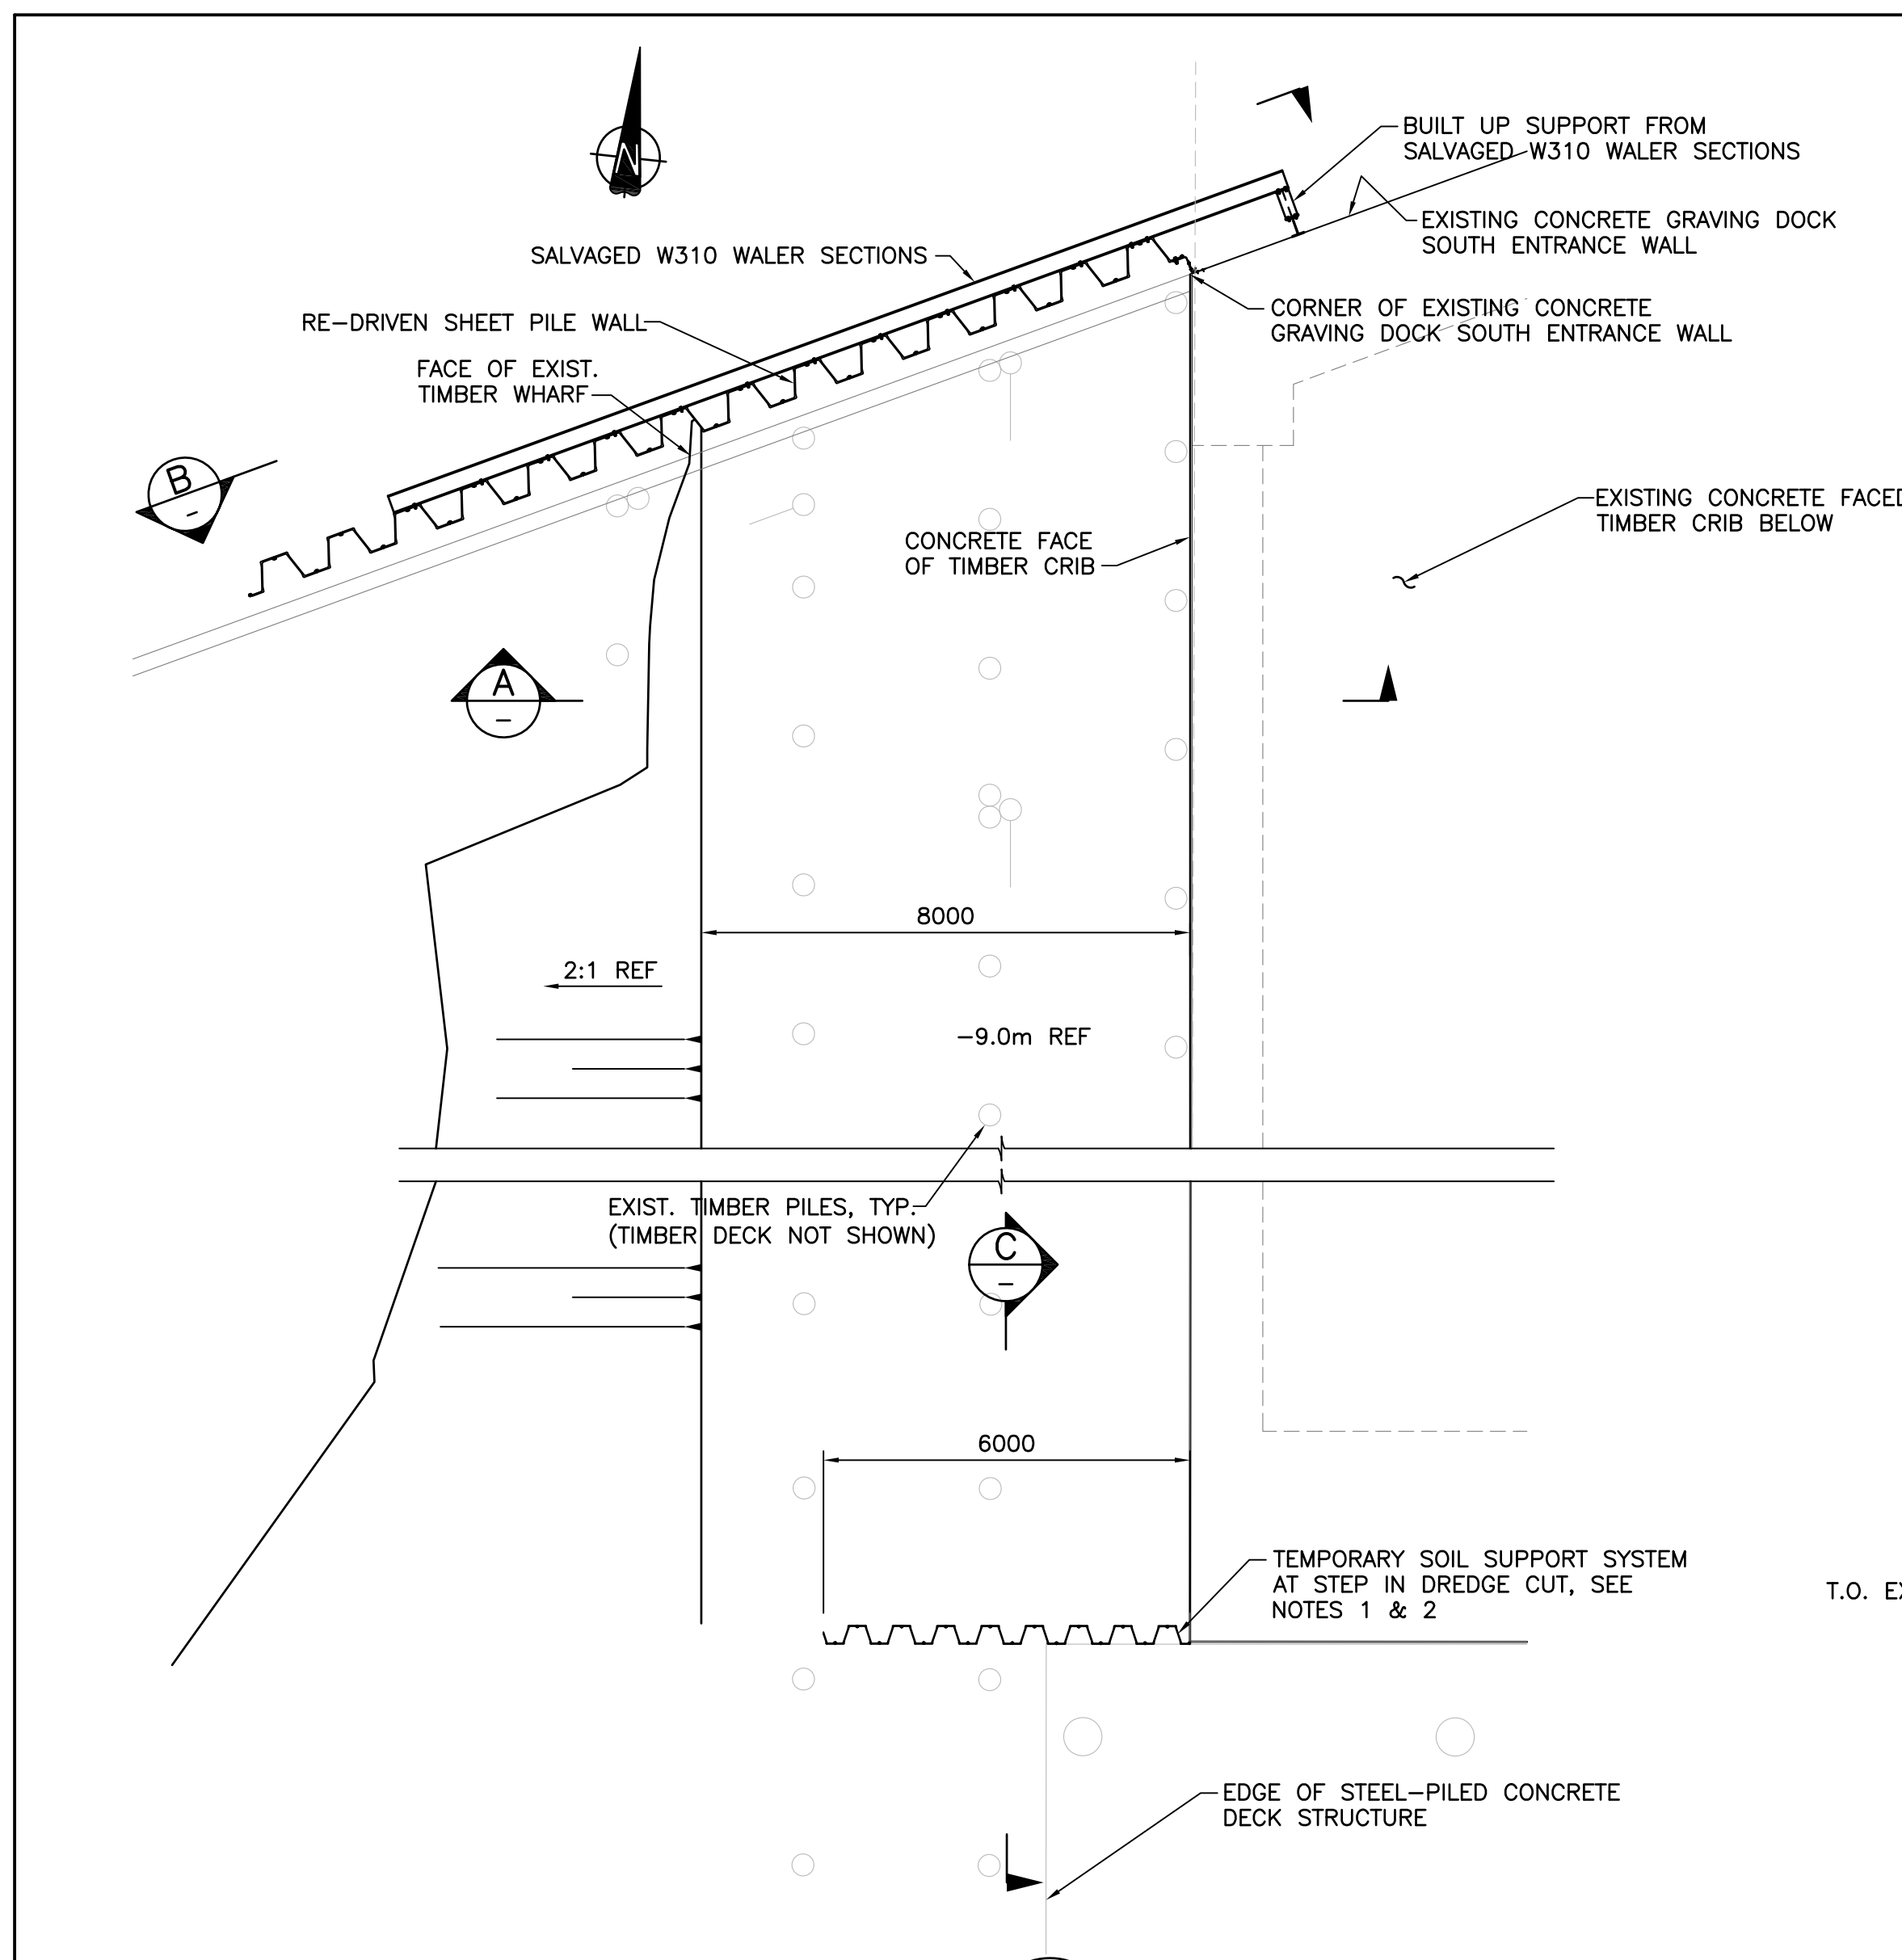 N
BUILT UP SUPPORT FROM
SALVAGED W310 WALER SECTIONS
EXISTING CONCRETE GRAVING DOCK
SOUTH ENTRANCE WALL
SALVAGED W310 WALER SECTIONS
CORNER OF EXISTING CONCRETE
GRAVING DOCK SOUTH ENTRANCE WALL
RE-DRIVEN SHEET PILE WALL
FACE OF EXIST.
TIMBER WHARF
B
-
EXISTING CONCRETE FACED
TIMBER CRIB BELOW
CONCRETE FACE
OF TIMBER CRIB
A
-
8000
2:1 REF
-9.0m REF
EXIST. TIMBER PILES, TYP.
(TIMBER DECK NOT SHOWN)
C
-
6000
TEMPORARY SOIL SUPPORT SYSTEM
AT STEP IN DREDGE CUT, SEE
NOTES 1 & 2
T.O.
EDGE OF STEEL-PILED CONCRETE
DECK STRUCTURE